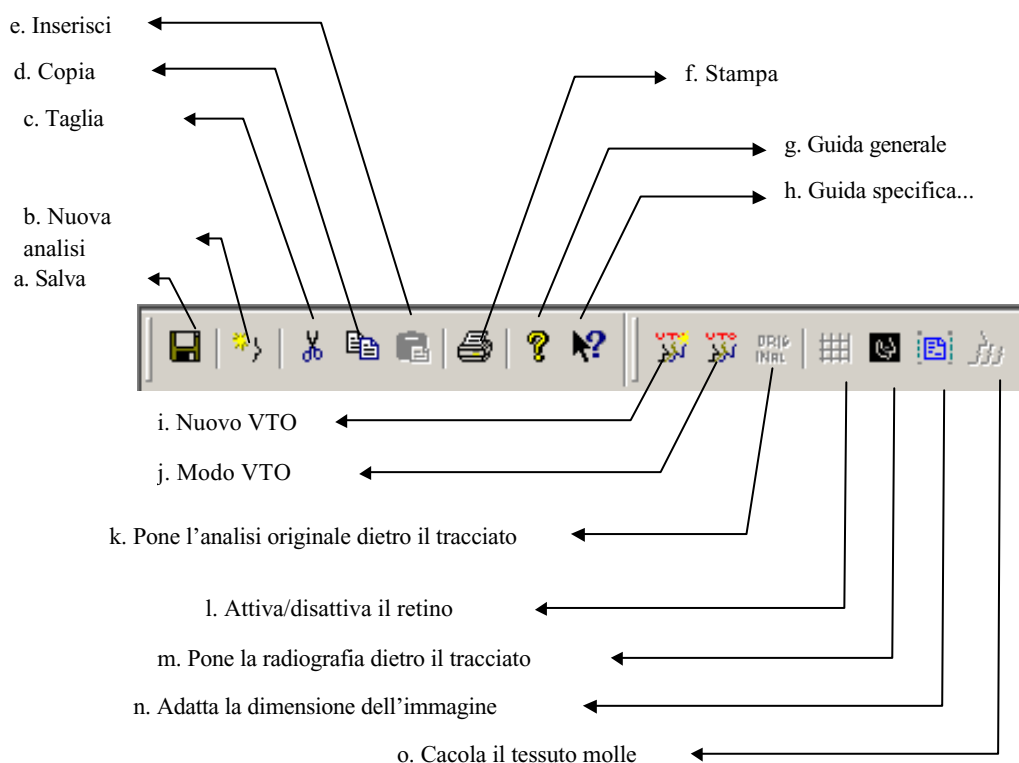 e. Inserisci
d. Copia
f. Stampa
c. Taglia
g. Guida generale
h. Guida specifica...
b. Nuova
analisi
a. Salva
VTO
VTO
ORIG
INAL
i. Nuovo VTO
j. Modo VTO
k. Pone l’analisi originale dietro il tracciato
l. Attiva/disattiva il retino
m. Pone la radiografia dietro il tracciato
n. Adatta la dimensione dell’immagine
o. Cacola il tessuto molle